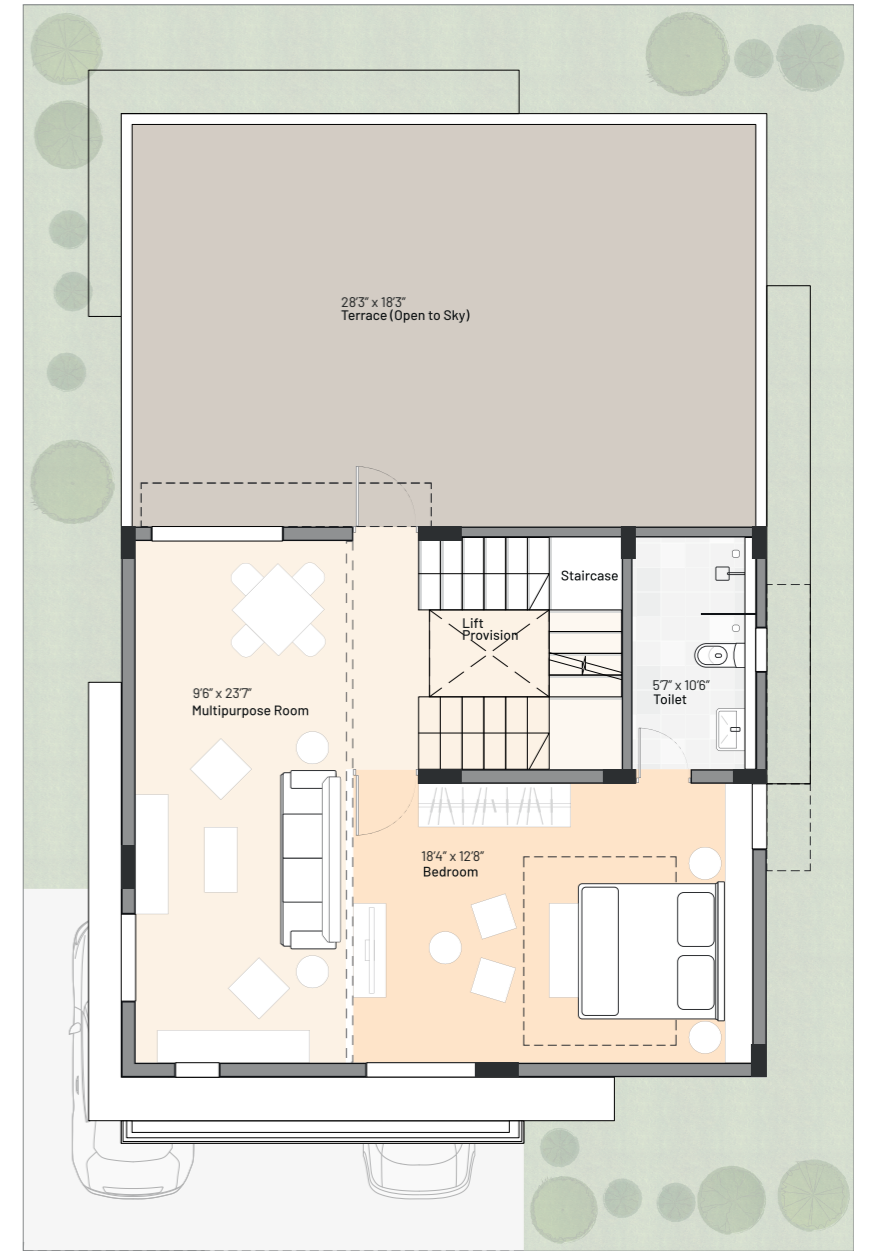 28'3" x 18'3"
Terrace (Open to Sky)
Staircase
Lift
Provision
5'7" x 10'6"
Toilet
9'6" x 23'7"
Multipurpose Room
18'4" x 12'8"
Bedroom